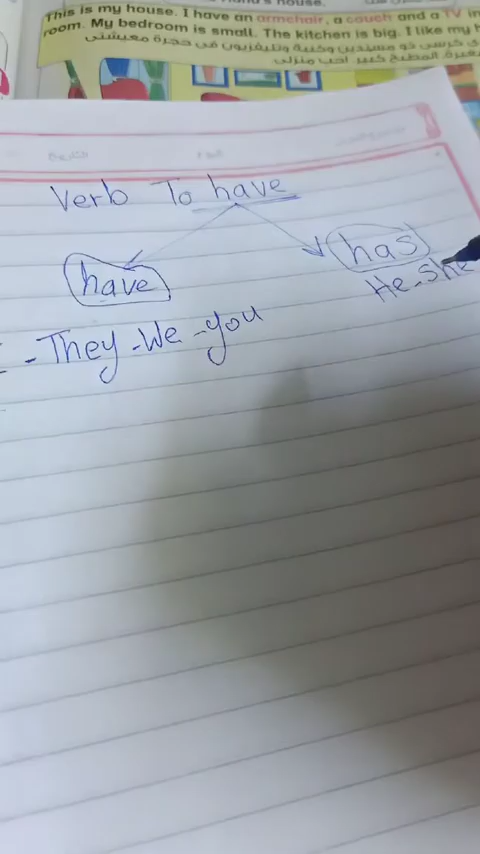 This is my house. I have an armchair, a couch and a TV in
room. My bedroom is small. The kitchen is big. I like my
Verb To have
have
has
He-She
-They-We-you